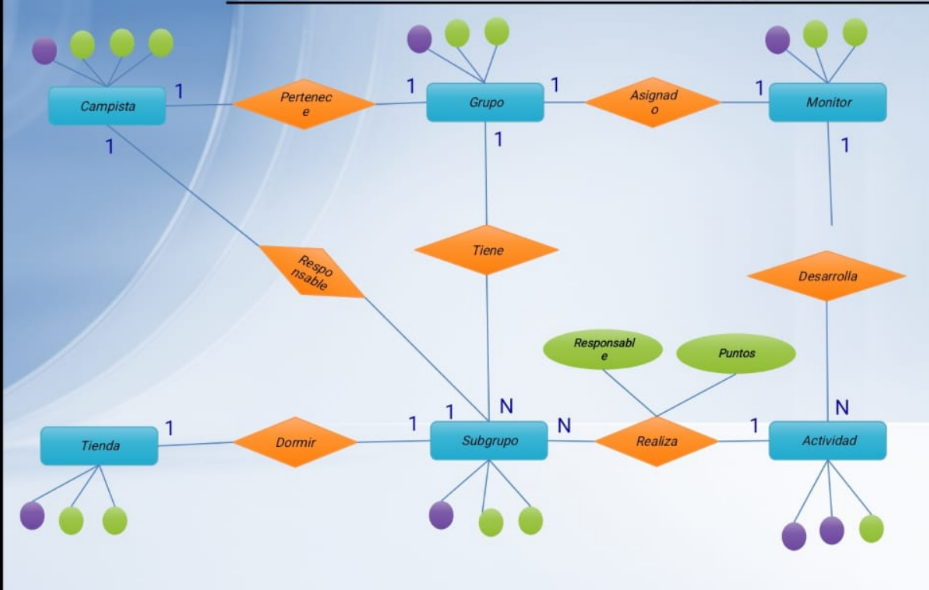 1
1
1
1
Campista
Pertenec
e
Grupo
Asignad
o
Monitor
1
1
1
Respo
nsable
Tiene
Desarrolla
Responsabl
e
Puntos
1
1
1
N
N
1
N
Tienda
Dormir
Subgrupo
Realiza
Actividad